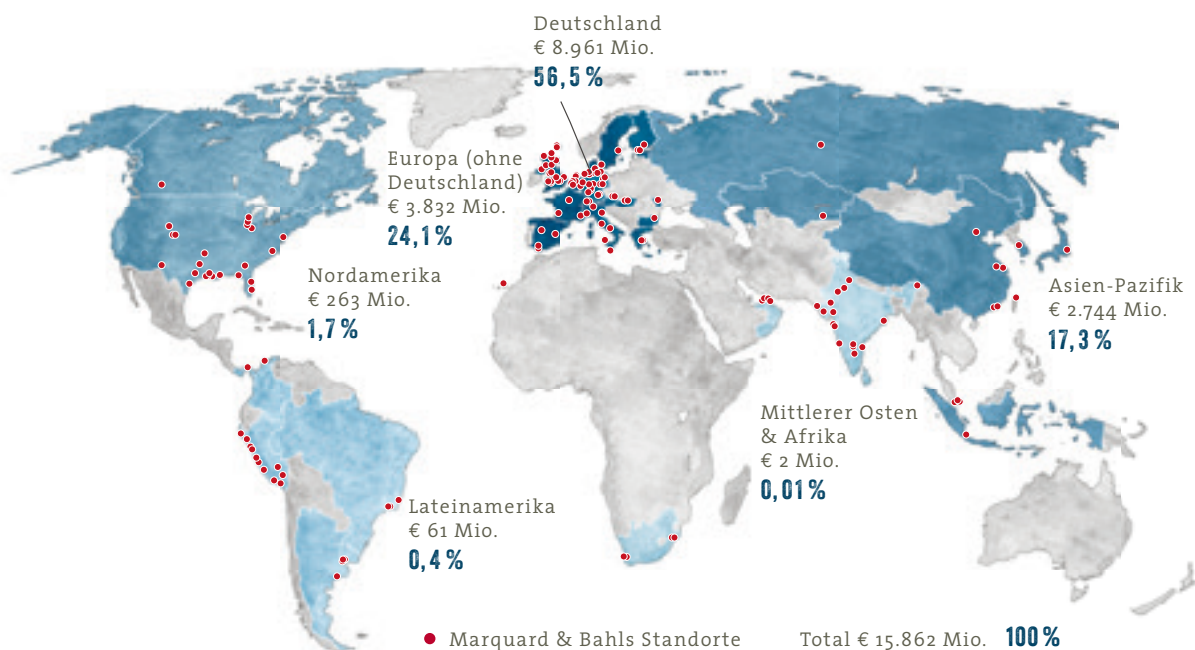 Deutschland
€ 8.961 Mio.
56,5 %
Europa (ohne
Deutschland)
€ 3.832 Mio.
24,1 %
Nordamerika
€ 263 Mio.
1,7 %
Asien-Pazifik
€ 2.744 Mio.
17,3 %
Mittlerer Osten
& Afrika
€ 2 Mio.
0,01 %
Lateinamerika
€ 61 Mio.
0,4 %
Marquard & Bahls Standorte
Total € 15.862 Mio. 100 %